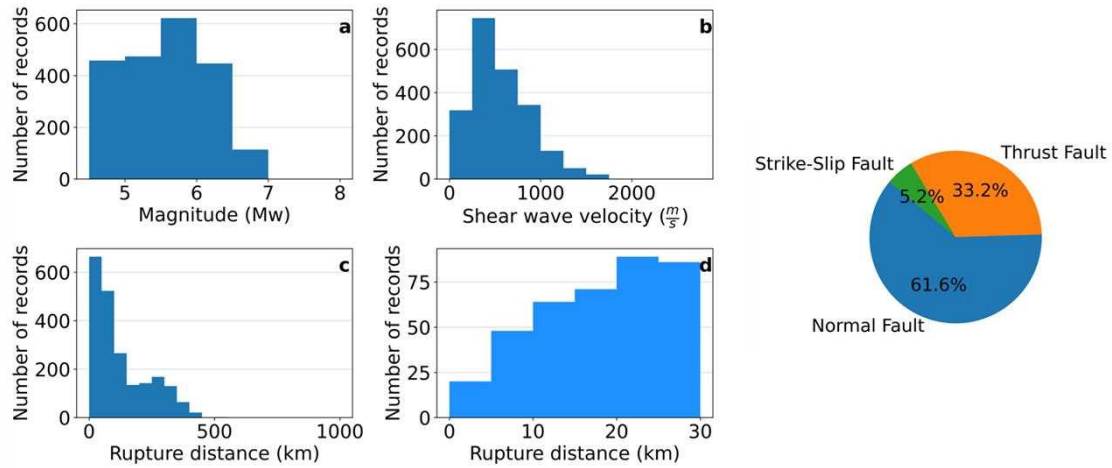 a
Number of records
600
400
200
0
5
6
7
8
Magnitude (Mw)
b
Number of records
600
400
200
0
0
1000
2000
Shear wave velocity (m/s)
c
Number of records
600
400
200
0
0
500
1000
Rupture distance (km)
d
Number of records
75
50
25
0
0
10
20
30
Rupture distance (km)
Strike-Slip Fault
Thrust Fault
5.2%
33.2%
61.6%
Normal Fault